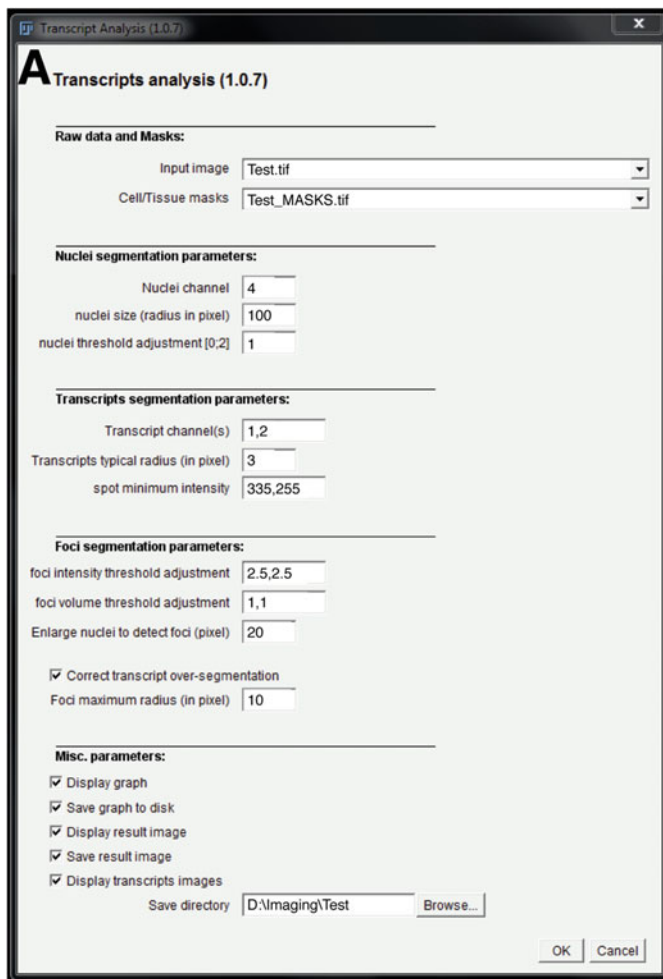 Transcript Analysis (1.0.7)
A
Transcripts analysis (1.0.7)
Raw data and Masks:
Input image Test.tif
Cell/Tissue masks Test_MASKS.tif
Nuclei segmentation parameters:
Nuclei channel 4
nuclei size (radius in pixel) 100
nuclei threshold adjustment [0;2] 1
Transcripts segmentation parameters:
Transcript channel(s) 1,2
Transcripts typical radius (in pixel) 3
spot minimum intensity 335,255
Foci segmentation parameters:
foci intensity threshold adjustment 2.5,2.5
foci volume threshold adjustment 1,1
Enlarge nuclei to detect foci (pixel) 20
Correct transcript over-segmentation
Foci maximum radius (in pixel) 10
Misc. parameters:
Display graph
Save graph to disk
Display result image
Save result image
Display transcripts images
Save directory D:\Imaging\Test Browse...
OK Cancel